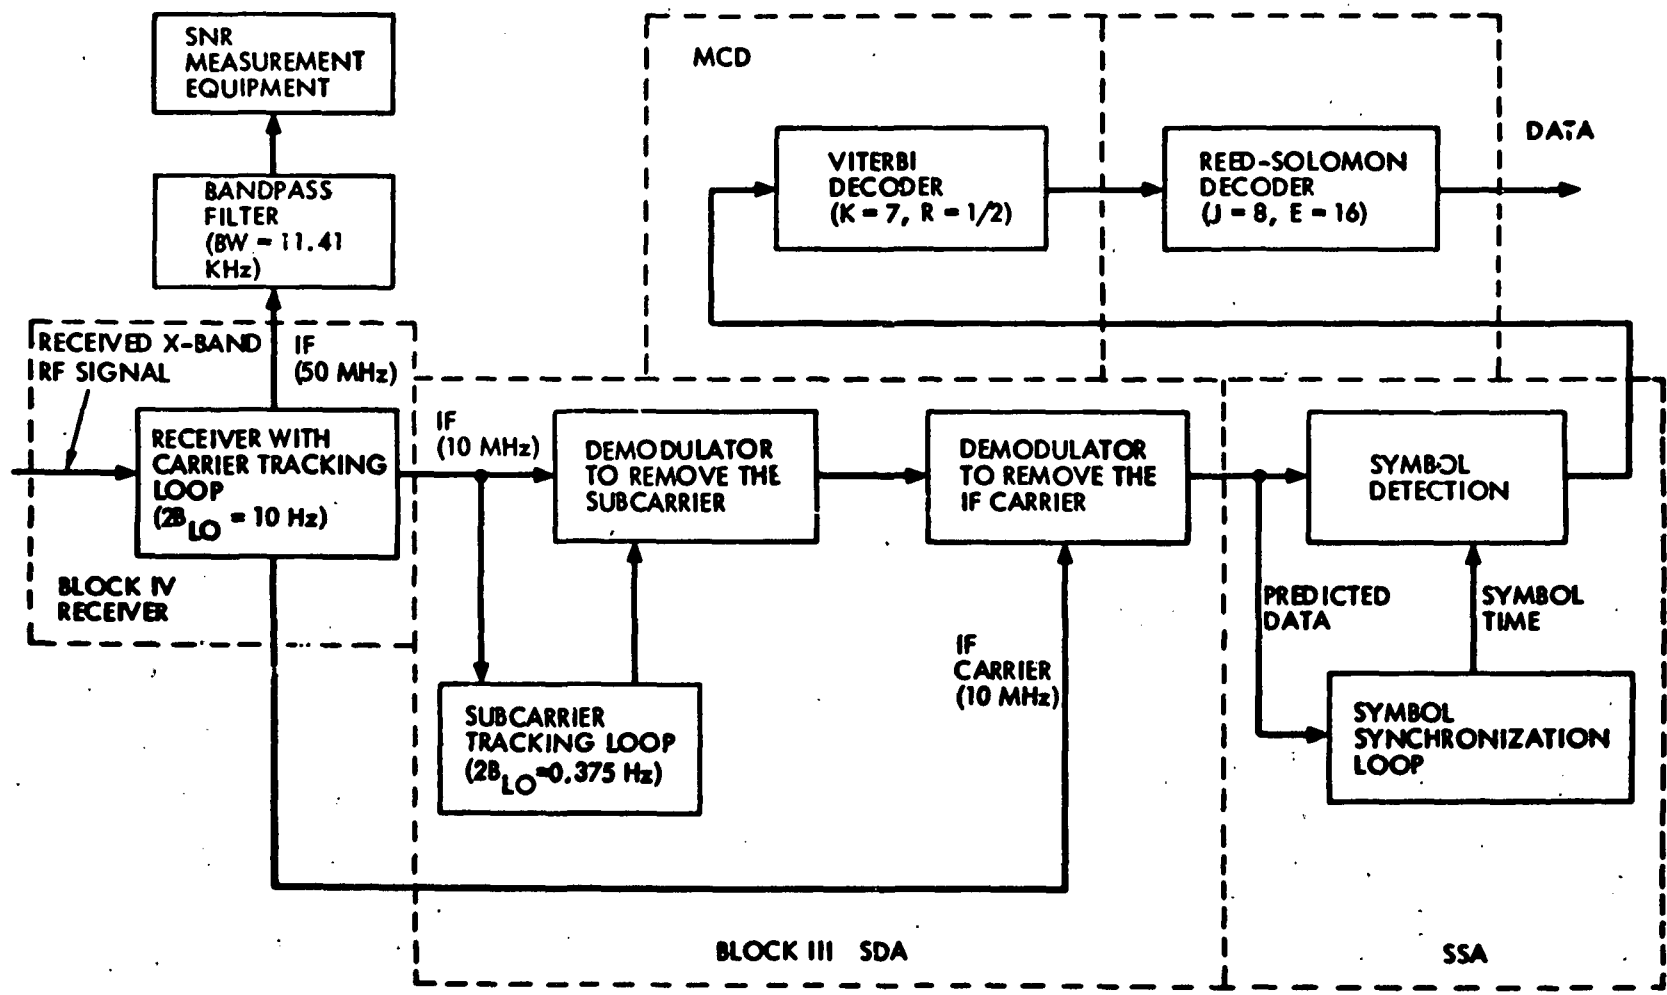 SNR
MEASUREMENT
EQUIPMENT
BANDPASS
FILTER
(BW = 11.41
KHz)
RECEIVED X-BAND
RF SIGNAL
IF
(50 MHz)
RECEIVER WITH
CARRIER TRACKING
LOOP
(2B_LO = 10 Hz)
BLOCK IV
RECEIVER
MCD
VITERBI
DECODER
(K = 7, R = 1/2)
REED-SOLOMON
DECODER
(J = 8, E = 16)
DATA
IF
(10 MHz)
DEMODULATOR
TO REMOVE THE
SUBCARRIER
DEMODULATOR
TO REMOVE THE
IF CARRIER
SUBCARRIER
TRACKING LOOP
(2B_LO=0.375 Hz)
IF
CARRIER
(10 MHz)
BLOCK III SDA
SYMBOL
DETECTION
PREDICTED
DATA
SYMBOL
TIME
SYMBOL
SYNCHRONIZATION
LOOP
SSA